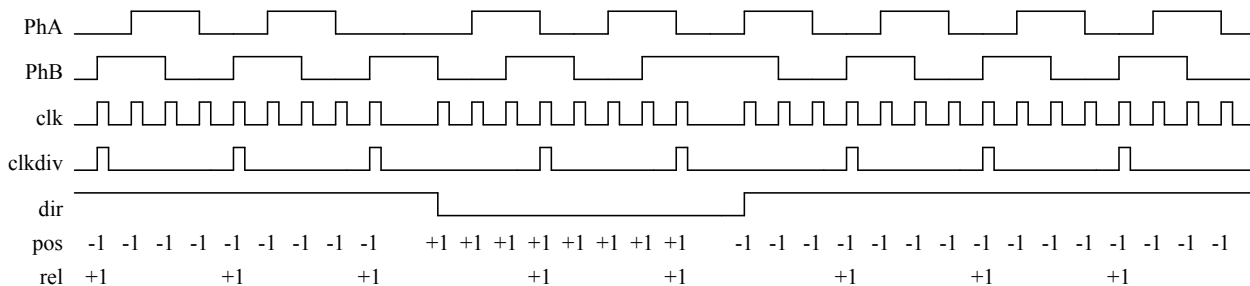 PhA
PhB
clk
clkdiv
dir
pos -1 -1 -1 -1 -1 -1 -1 -1 -1 +1 +1 +1 +1 +1 +1 +1 +1 -1 -1 -1 -1 -1 -1 -1 -1 -1 -1 -1 -1 -1 -1 -1
rel +1 +1 +1 +1 +1 +1 +1 +1